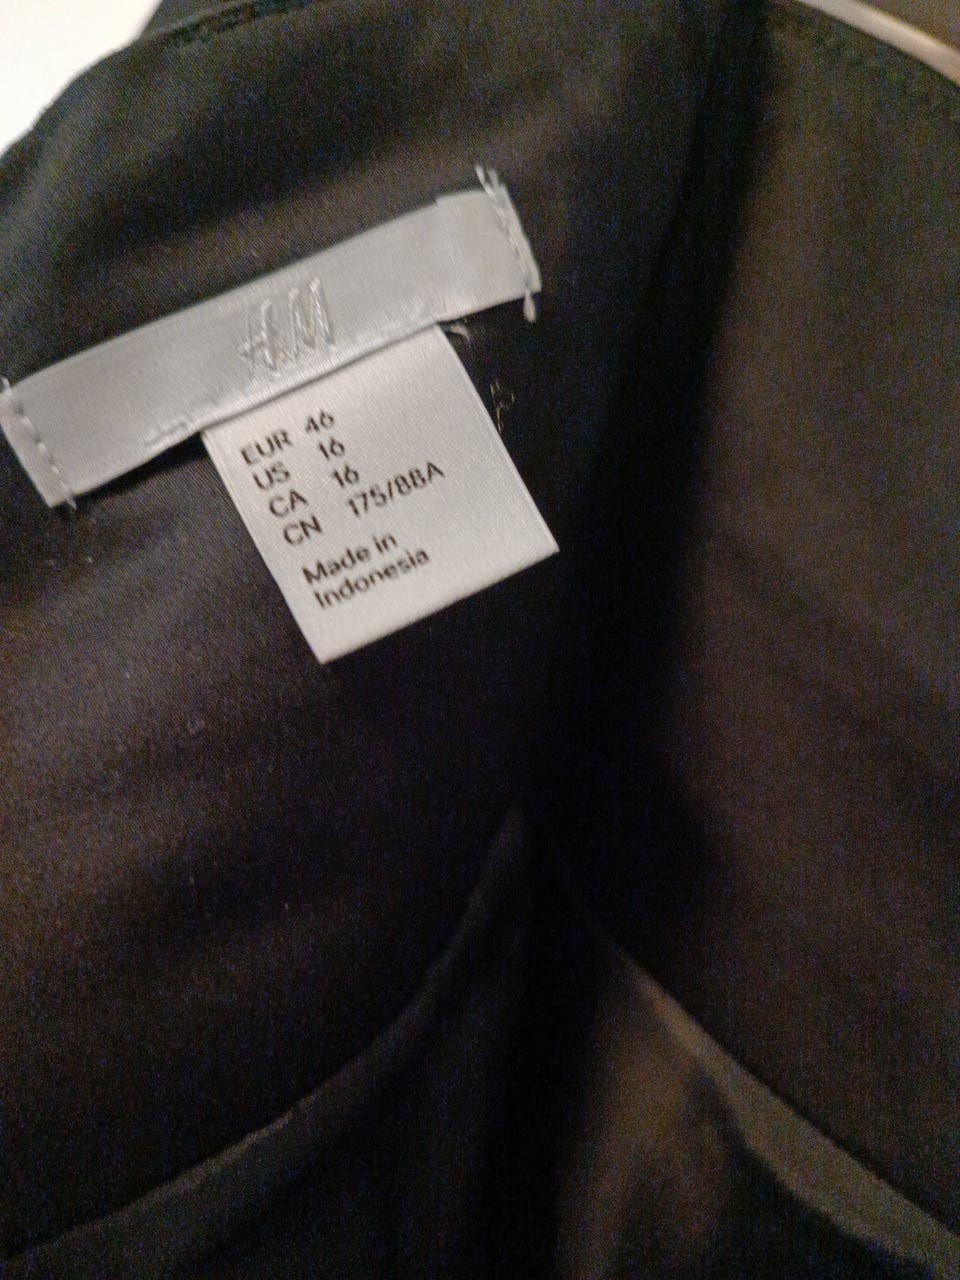 H&M
EUR 46
US 16
CA 16
CN 175/88A
Made in
Indonesia